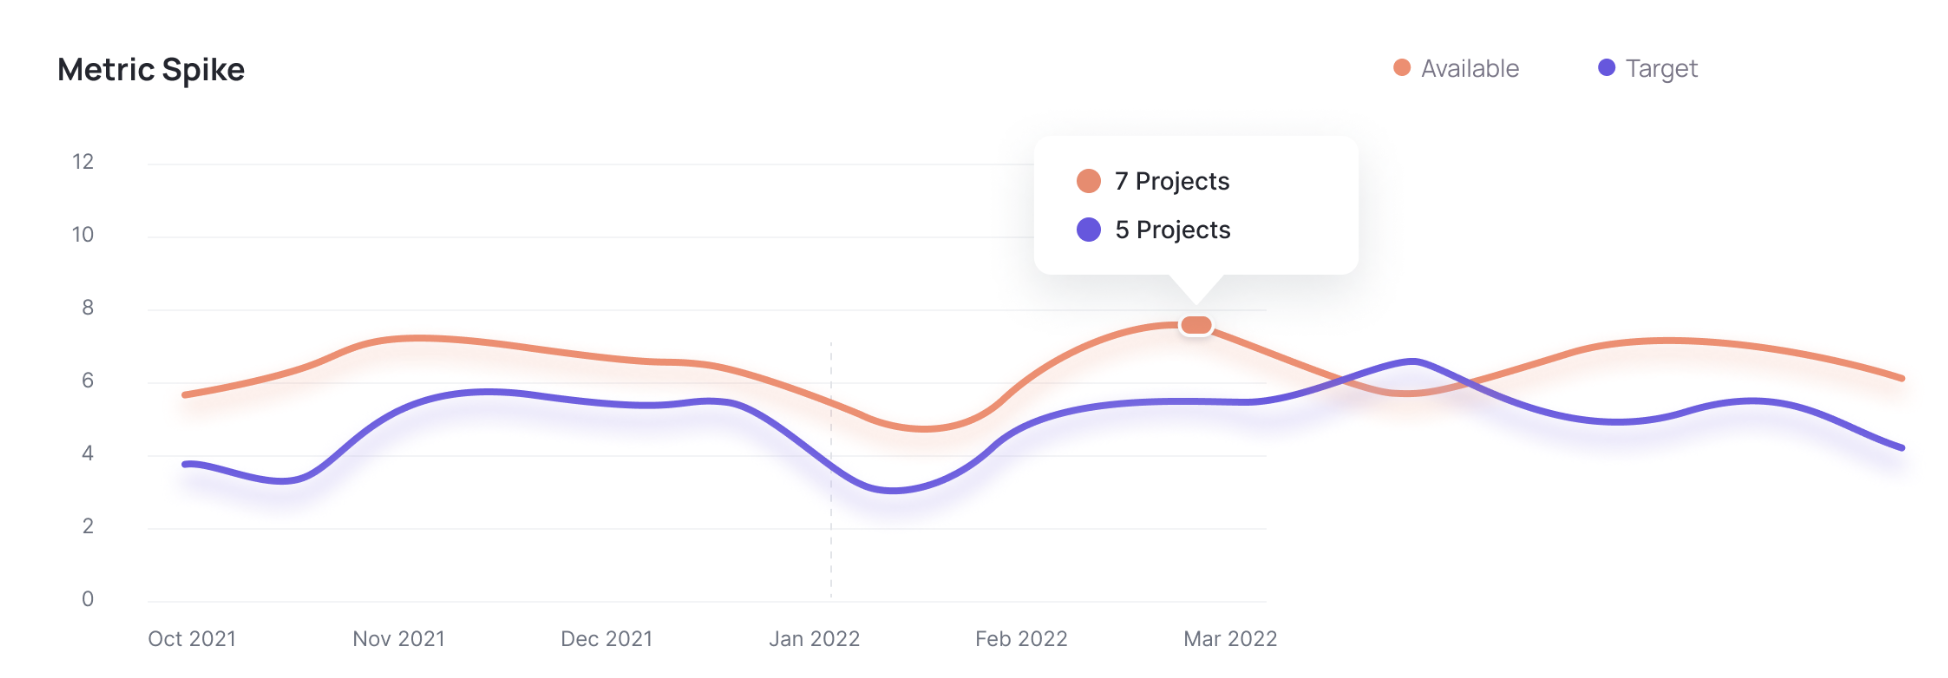 Metric Spike
Available
Target
7 Projects
5 Projects
12
10
8
6
4
2
0
Oct 2021
Nov 2021
Dec 2021
Jan 2022
Feb 2022
Mar 2022